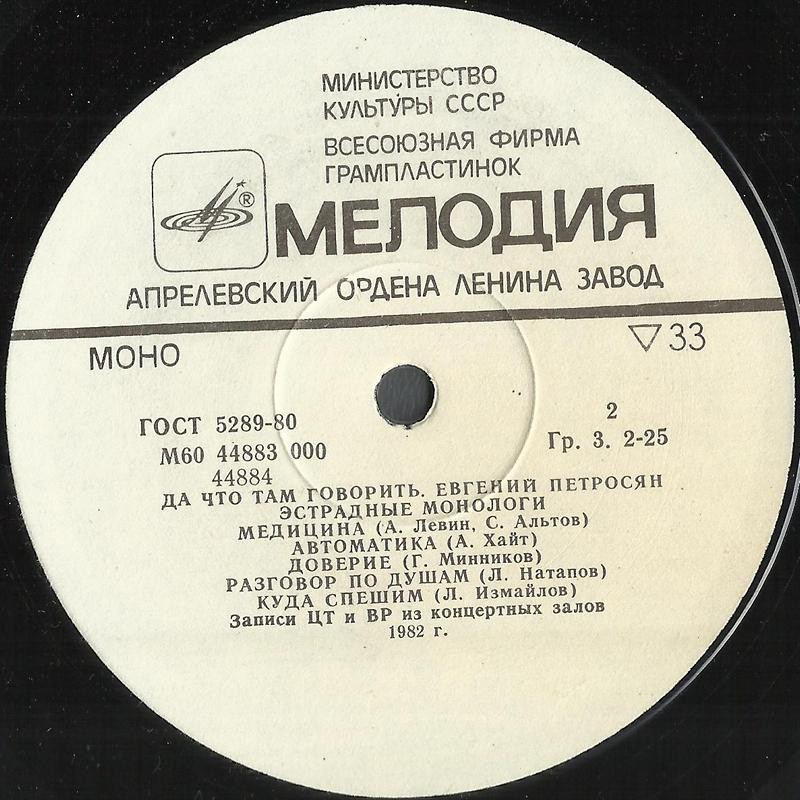 МИНИСТЕРСТВО
КУЛЬТУРЫ СССР
ВСЕСОЮЗНАЯ ФИРМА
ГРАМПЛАСТИНОК
®
МЕЛОДИЯ
АПРЕЛЕВСКИЙ ОРДЕНА ЛЕНИНА ЗАВОД
МОНО
▽33
ГОСТ 5289-80
2
М60 44883 000
Гр. 3. 2-25
44884
ДА ЧТО ТАМ ГОВОРИТЬ. ЕВГЕНИЙ ПЕТРОСЯН
ЭСТРАДНЫЕ МОНОЛОГИ
МЕДИЦИНА (А. Левин, С. Альтов)
АВТОМАТИКА (А. Хайт)
ДОВЕРИЕ (Г. Минников)
РАЗГОВОР ПО ДУШАМ (Л. Натапов)
КУДА СПЕШИМ (Л. Измайлов)
Записи ЦТ и ВР из концертных залов
1982 г.